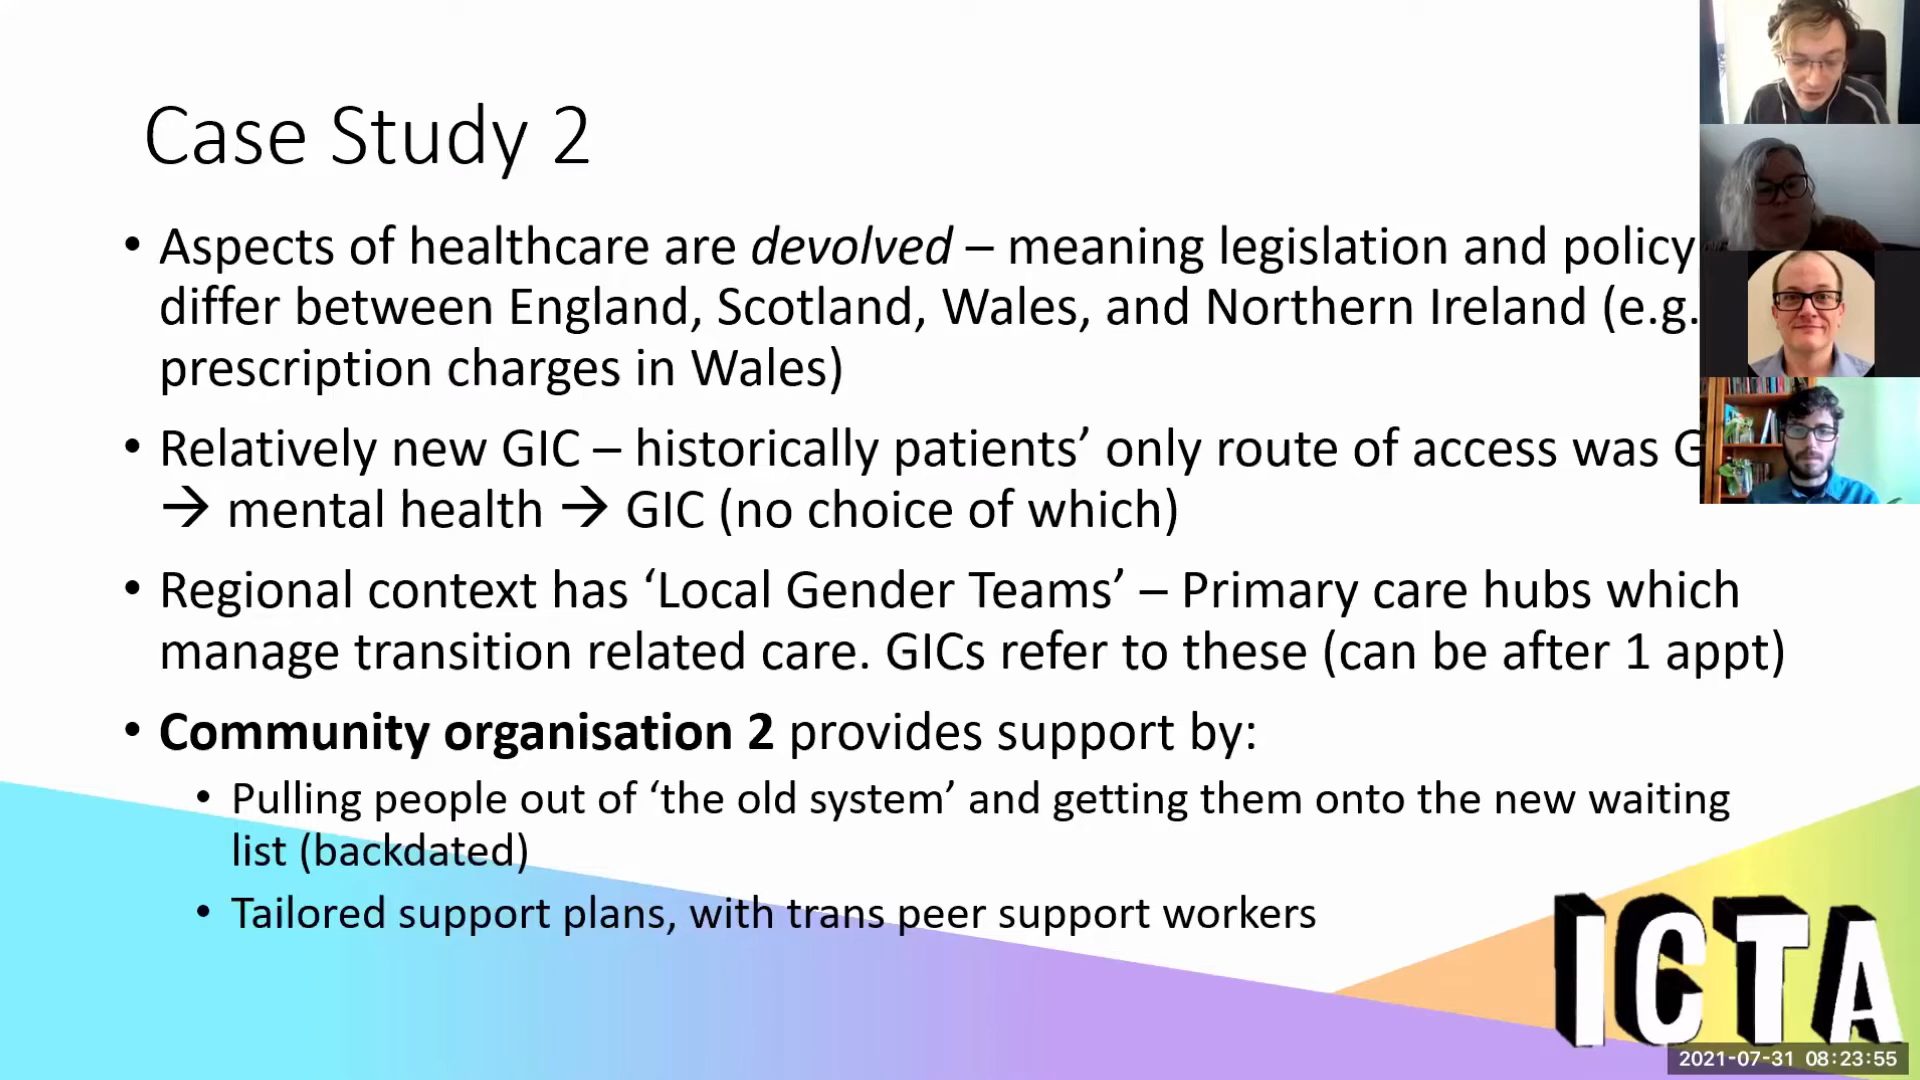 Case Study 2
• Aspects of healthcare are devolved – meaning legislation and policy
differ between England, Scotland, Wales, and Northern Ireland (e.g.
prescription charges in Wales)
• Relatively new GIC – historically patients’ only route of access was
→ mental health → GIC (no choice of which)
• Regional context has ‘Local Gender Teams’ – Primary care hubs which
manage transition related care. GICs refer to these (can be after 1 appt)
• Community organisation 2 provides support by:
• Pulling people out of ‘the old system’ and getting them onto the new waiting
list (backdated)
• Tailored support plans, with trans peer support workers
ICTA
2021-07-31 08:23:55